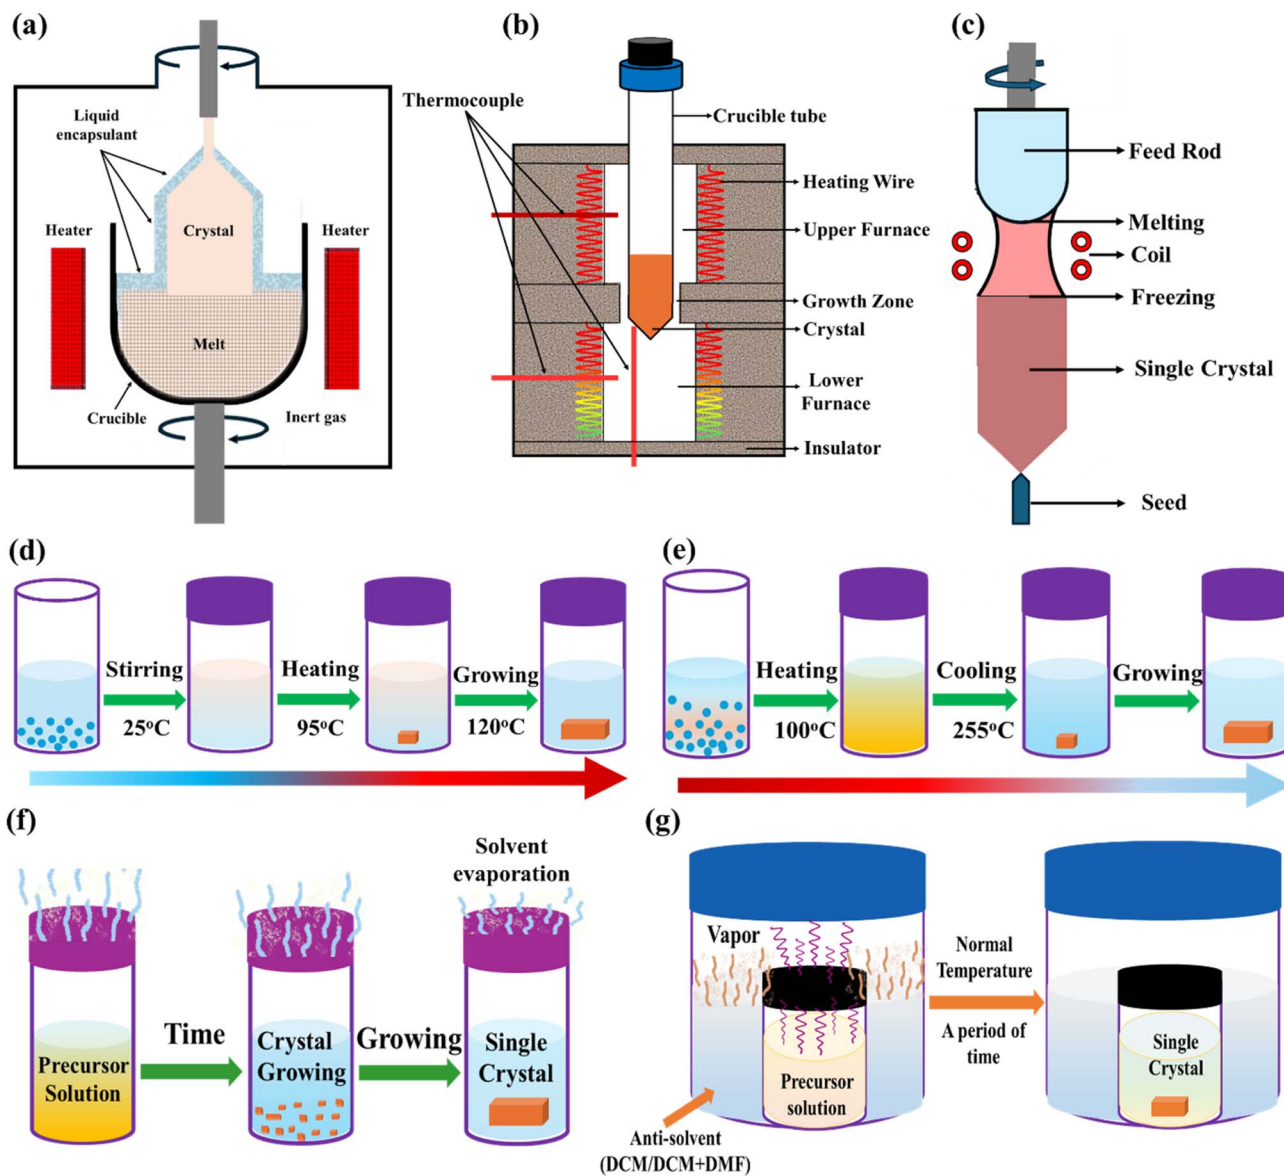 (a)
Liquid
encapsulant
Heater
Crystal
Heater
Melt
Crucible
Inert gas
(b)
Thermocouple
Crucible tube
Heating Wire
Upper Furnace
Growth Zone
Crystal
Lower
Furnace
Insulator
(c)
Feed Rod
Melting
Coil
Freezing
Single Crystal
Seed
(d)
Stirring
25°C
Heating
95°C
Growing
120°C
(e)
Heating
100°C
Cooling
255°C
Growing
(f)
Solvent
evaporation
Precursor
Solution
Time
Crystal
Growing
Growing
Single
Crystal
(g)
Vapor
Precursor
solution
Anti-solvent
(DCM/DCM+DMF)
Normal
Temperature
A period of
time
Single
Crystal